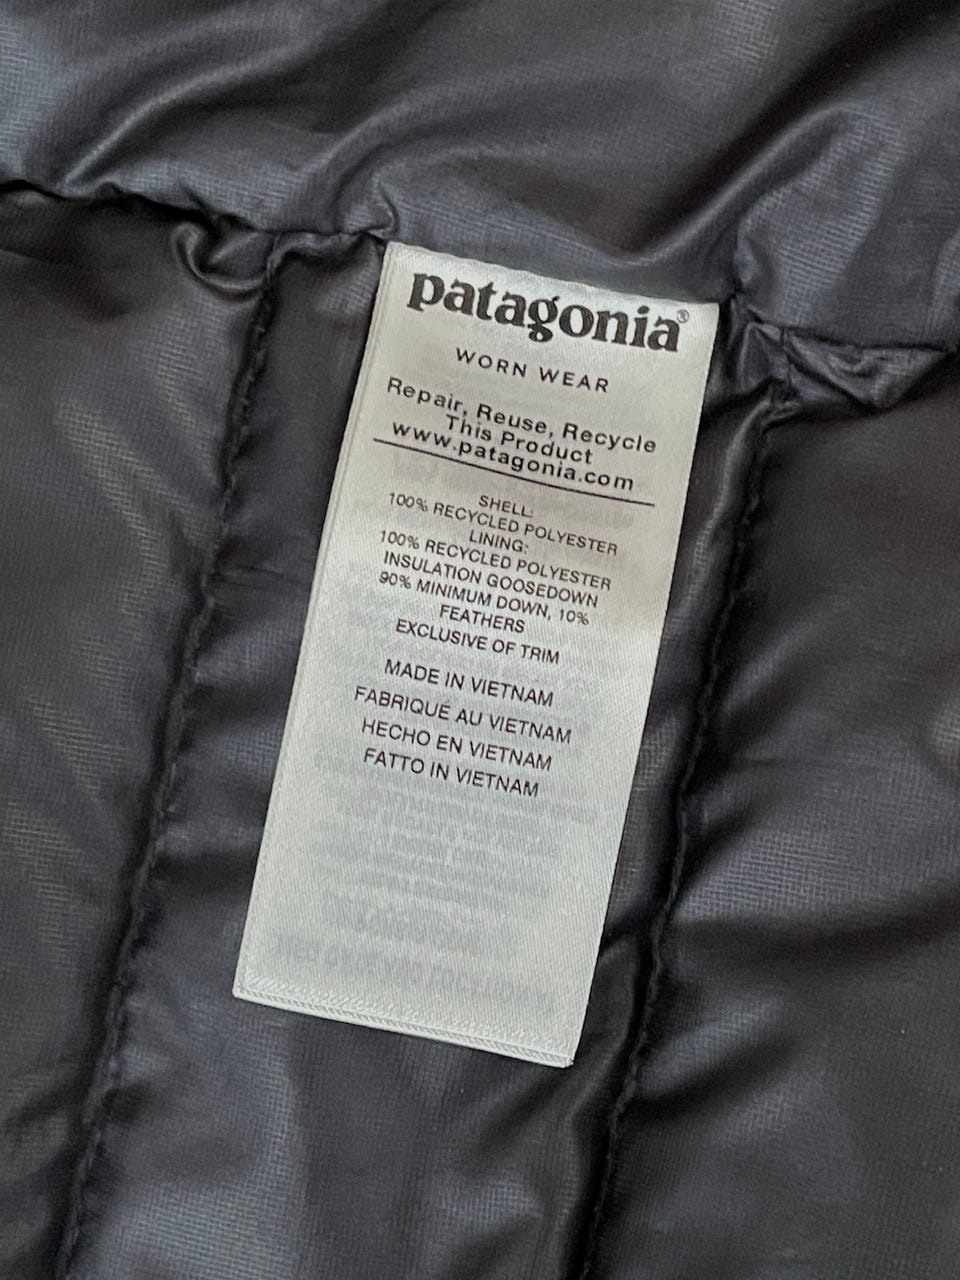 patagonia®
WORN WEAR
Repair, Reuse, Recycle
This Product
www.patagonia.com
SHELL:
100% RECYCLED POLYESTER
LINING:
100% RECYCLED POLYESTER
INSULATION GOOSEDOWN
90% MINIMUM DOWN, 10%
FEATHERS
EXCLUSIVE OF TRIM
MADE IN VIETNAM
FABRIQUÉ AU VIETNAM
HECHO EN VIETNAM
FATTO IN VIETNAM